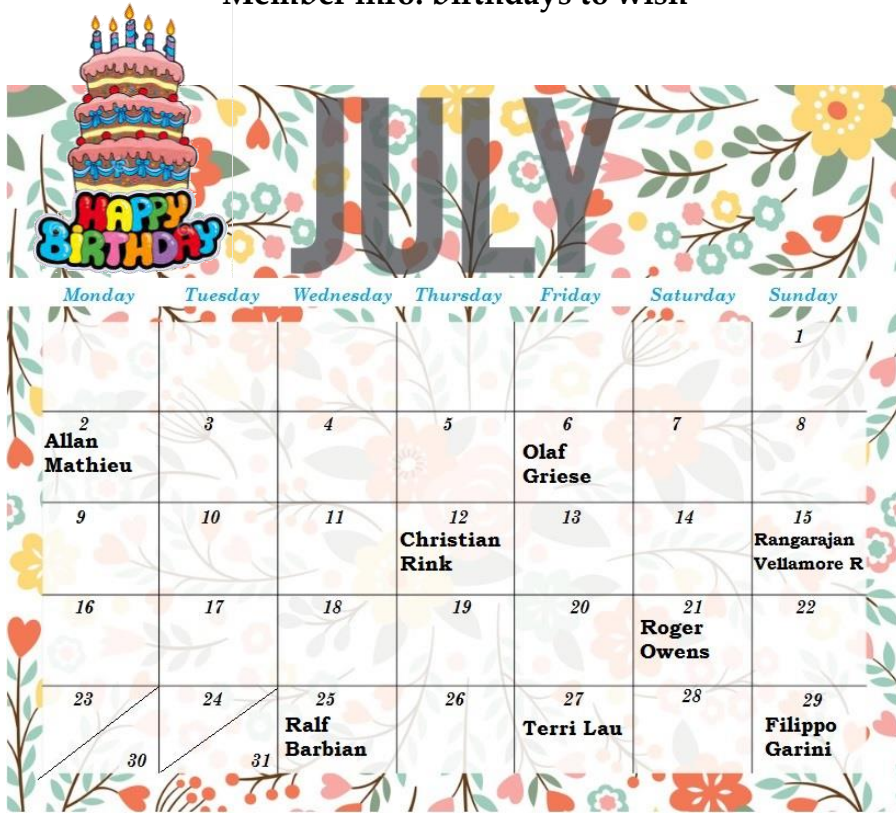 Member info: birthdays to wish
HAPPY
BIRTHDAY
JULY
Monday Tuesday Wednesday Thursday Friday Saturday Sunday
1
2 3 4 5 6 7 8
Allan
Mathieu
Olaf
Griese
9 10 11 12 13 14 15
Christian
Rink
Rangarajan
Vellamore R
16 17 18 19 20 21 22
Roger
Owens
23 24 25 26 27 28 29
Ralf
Barbian
Terri Lau
Filippo
Garini
30 31